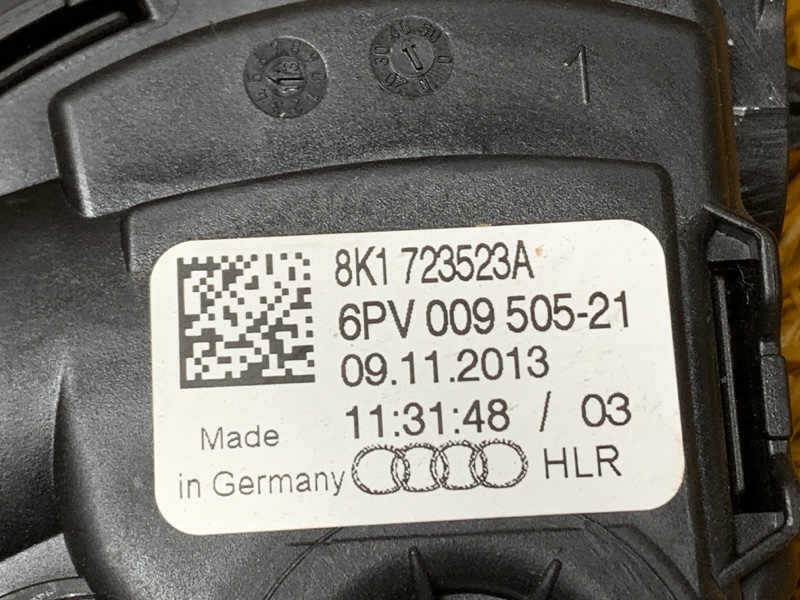 1
8K1 723523A
6PV 009 505-21
09.11.2013
11:31:48 / 03
Made
in Germany
HLR